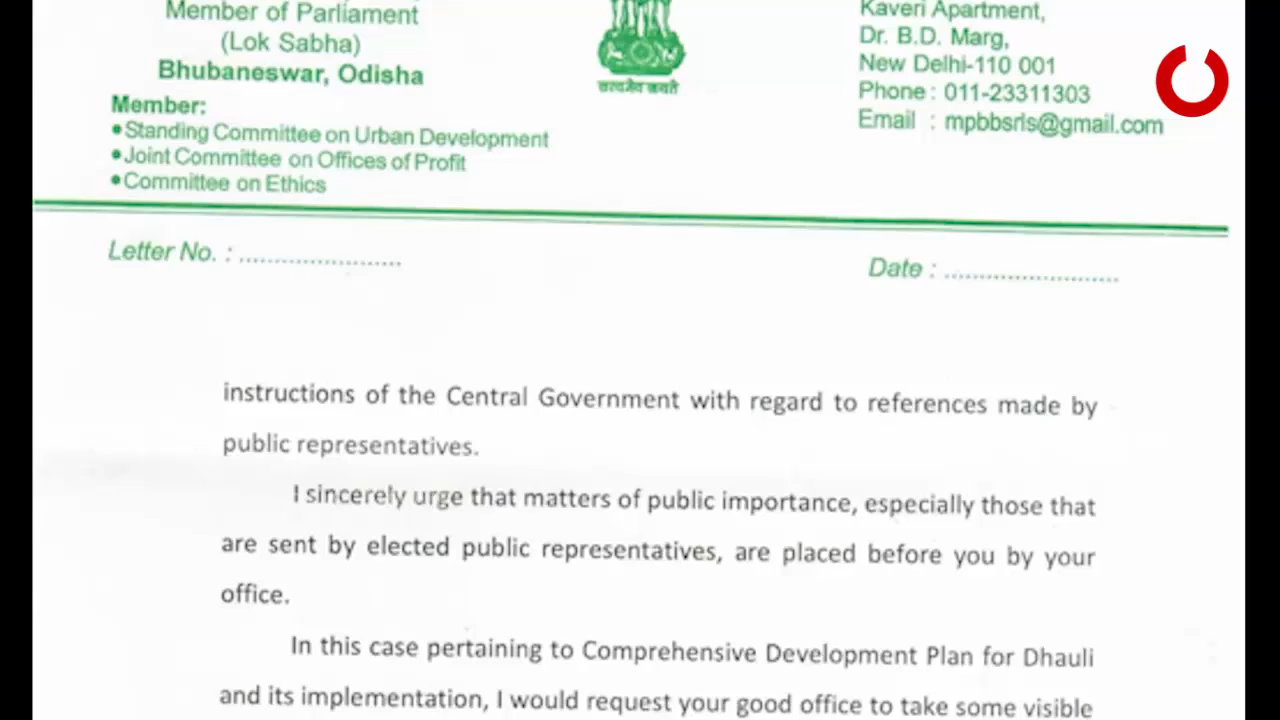 Member of Parliament
(Lok Sabha)
Bhubaneswar, Odisha
Member:
•Standing Committee on Urban Development
•Joint Committee on Offices of Profit
•Committee on Ethics
सत्यमेव जयते
Kaveri Apartment,
Dr. B.D. Marg,
New Delhi-110 001
Phone : 011-23311303
Email : mpbbsrls@gmail.com
Letter No. : ........................
Date : ..........................
instructions of the Central Government with regard to references made by
public representatives.
I sincerely urge that matters of public importance, especially those that
are sent by elected public representatives, are placed before you by your
office.
In this case pertaining to Comprehensive Development Plan for Dhauli
and its implementation, I would request your good office to take some visible